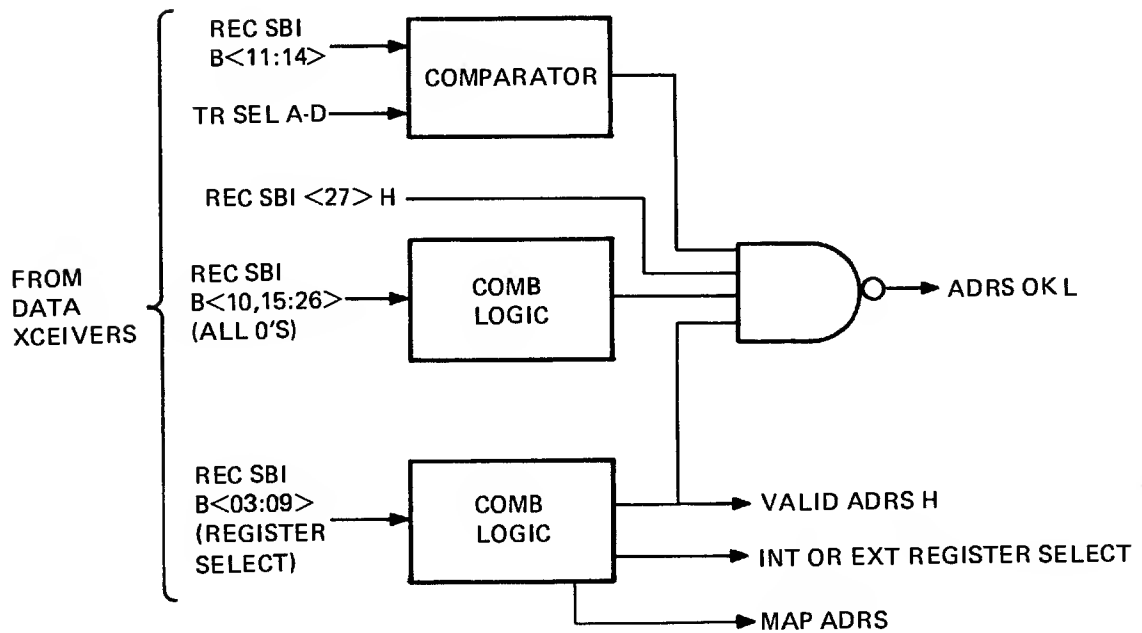 FROM
DATA
XCEIVERS
REC SBI
B<11:14>
TR SEL A-D
COMPARATOR
REC SBI <27> H
REC SBI
B<10,15:26>
(ALL 0'S)
COMB
LOGIC
ADRS OK L
REC SBI
B<03:09>
(REGISTER
SELECT)
COMB
LOGIC
VALID ADRS H
INT OR EXT REGISTER SELECT
MAP ADRS